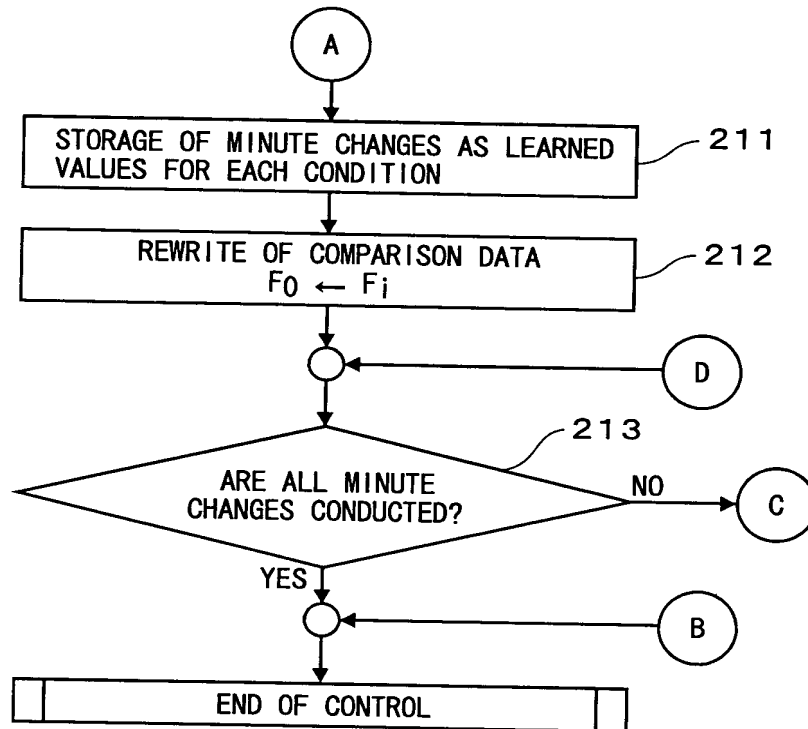 A
STORAGE OF MINUTE CHANGES AS LEARNED
VALUES FOR EACH CONDITION
211
REWRITE OF COMPARISON DATA
F0 ← Fi
212
D
213
ARE ALL MINUTE
CHANGES CONDUCTED?
NO
C
YES
B
END OF CONTROL